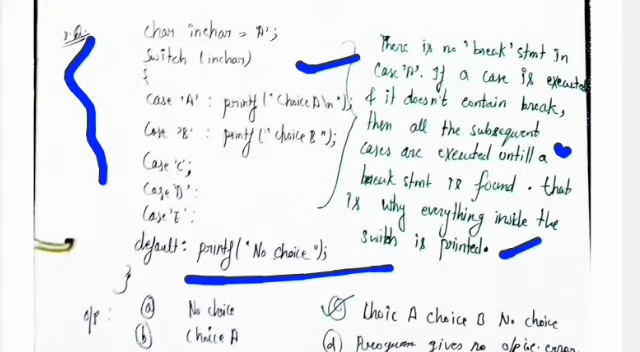 char inchar = 'A';
Switch (inchar)
{
case 'A' : printf ("Choice A\n");
Case 'B' : printf (" choice B ");
Case 'C';
Case 'D' :
Case 'E' :
default: printf ("No choice");
}
There is no 'break' stmt in
Case 'A'. If a case is executed
& it doesn't contain break,
then all the subsequent
cases are executed untill a
break stmt is found. that
is why everything inside the
swith is printed.
o/p : (a) No choice
(b) Choice A
(c) Choic A choice B No choice
(d) Program gives no o/p i.e. error